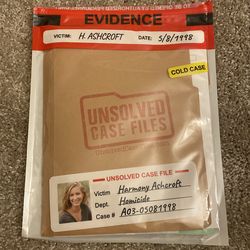 EVIDENCE
VICTIM: H. ASHCROFT DATE: 5/8/1998
COLD CASE
UNSOLVED
CASE FILES
UNSOLVED CASE FILE
Victim Harmony Ashcroft
Dept. Homicide
Case # A03-05081998